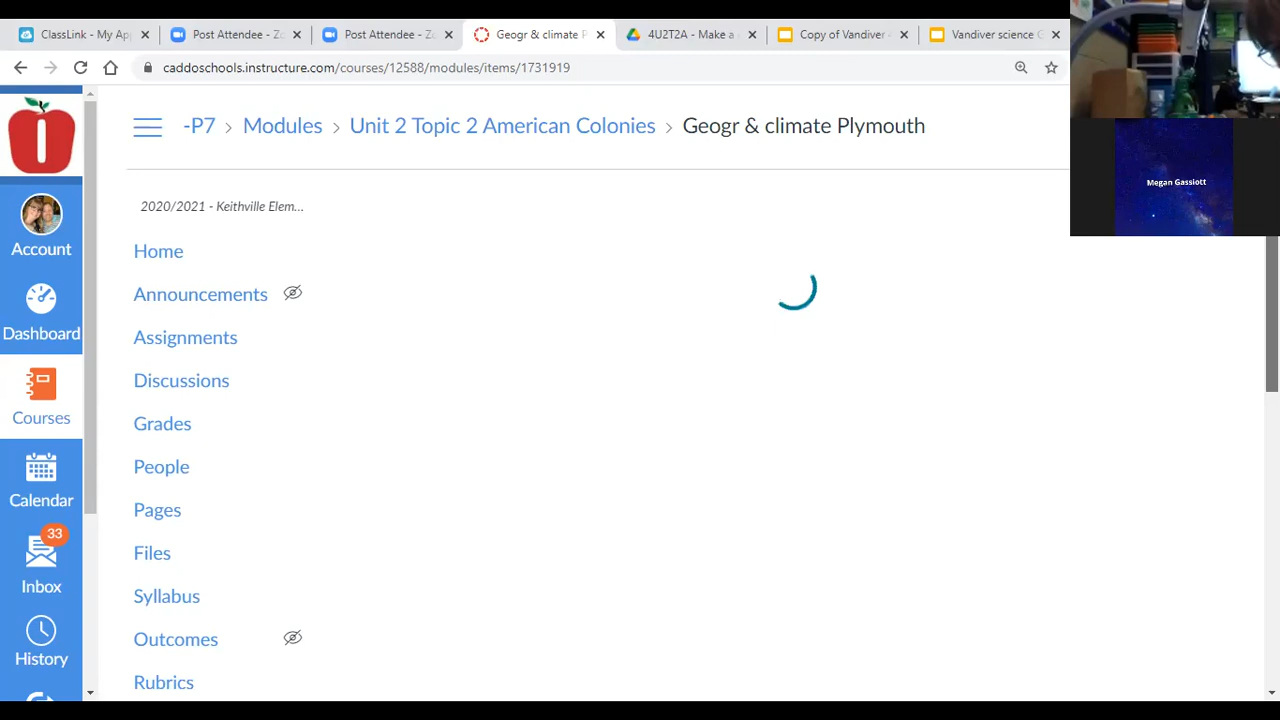 ClassLink - My Ap
Post Attendee - Zo
Post Attendee - Zo
Geogr & climate P
4U2T2A - Make a
Copy of Vandiver
Vandiver science G
caddoschools.instructure.com/courses/12588/modules/items/1731919
-P7 > Modules > Unit 2 Topic 2 American Colonies > Geogr & climate Plymouth
Megan Gassiott
2020/2021 - Keithville Elem...
Account
Dashboard
Courses
Calendar
33
Inbox
History
Home
Announcements
Assignments
Discussions
Grades
People
Pages
Files
Syllabus
Outcomes
Rubrics